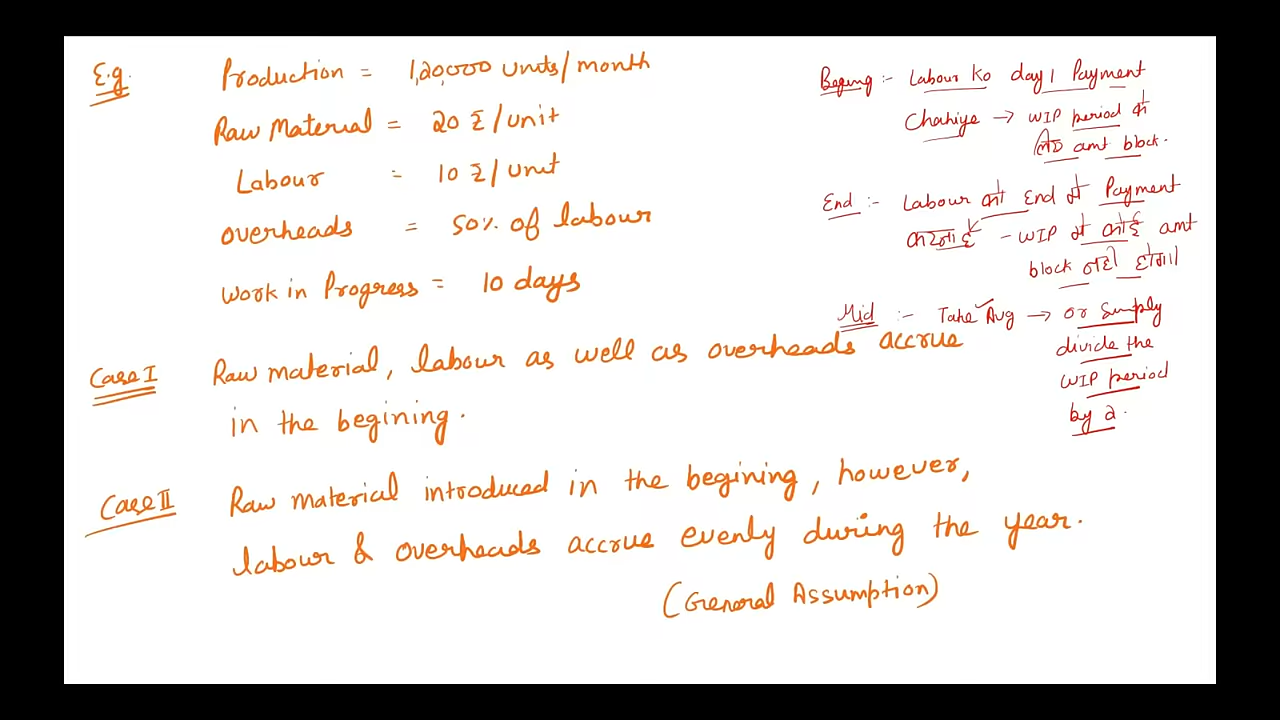 E.g. Production = 1,20,000 units/month
Raw Material = 20 ₹/unit
Labour = 10 ₹/unit
overheads = 50% of labour
Work in Progress = 10 days
Case I Raw material, labour as well as overheads accrue
in the begining.
Case II Raw material introduced in the begining, however,
labour & overheads accrue evenly during the year.
(General Assumption)
Beging :- Labour ko day 1 Payment
Chahiye → WIP period के
लिए amt block.
End :- Labour को End में Payment
करना है - WIP में कोई amt
block नही होगा।
Mid :- Take Avg → or simply
divide the
WIP period
by 2.